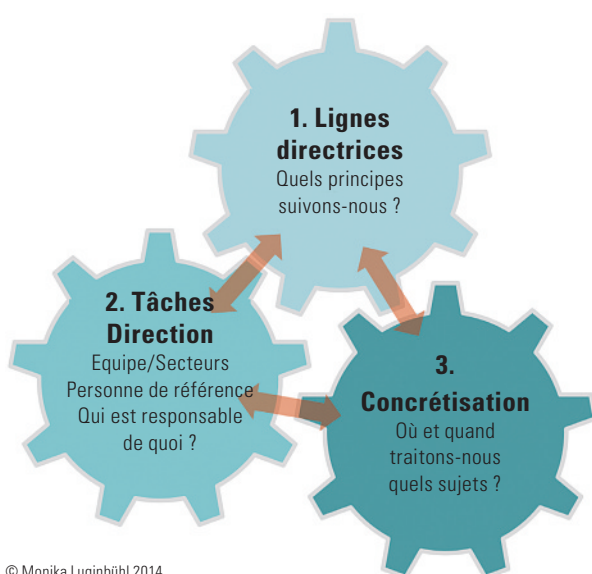 1. Lignes
directrices
Quels principes
suivons-nous ?
2. Tâches
Direction
Equipe/Secteurs
Personne de référence
Qui est responsable
de quoi ?
3.
Concrétisation
Où et quand
traitons-nous
quels sujets ?
© Monika Luginbühl 2014